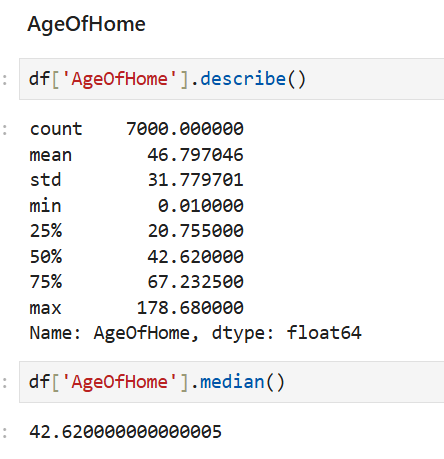 AgeOfHome
: df['AgeOfHome'].describe()
: count    7000.000000
mean       46.797046
std        31.779701
min         0.010000
25%        20.755000
50%        42.620000
75%        67.232500
max       178.680000
Name: AgeOfHome, dtype: float64
: df['AgeOfHome'].median()
: 42.620000000000005